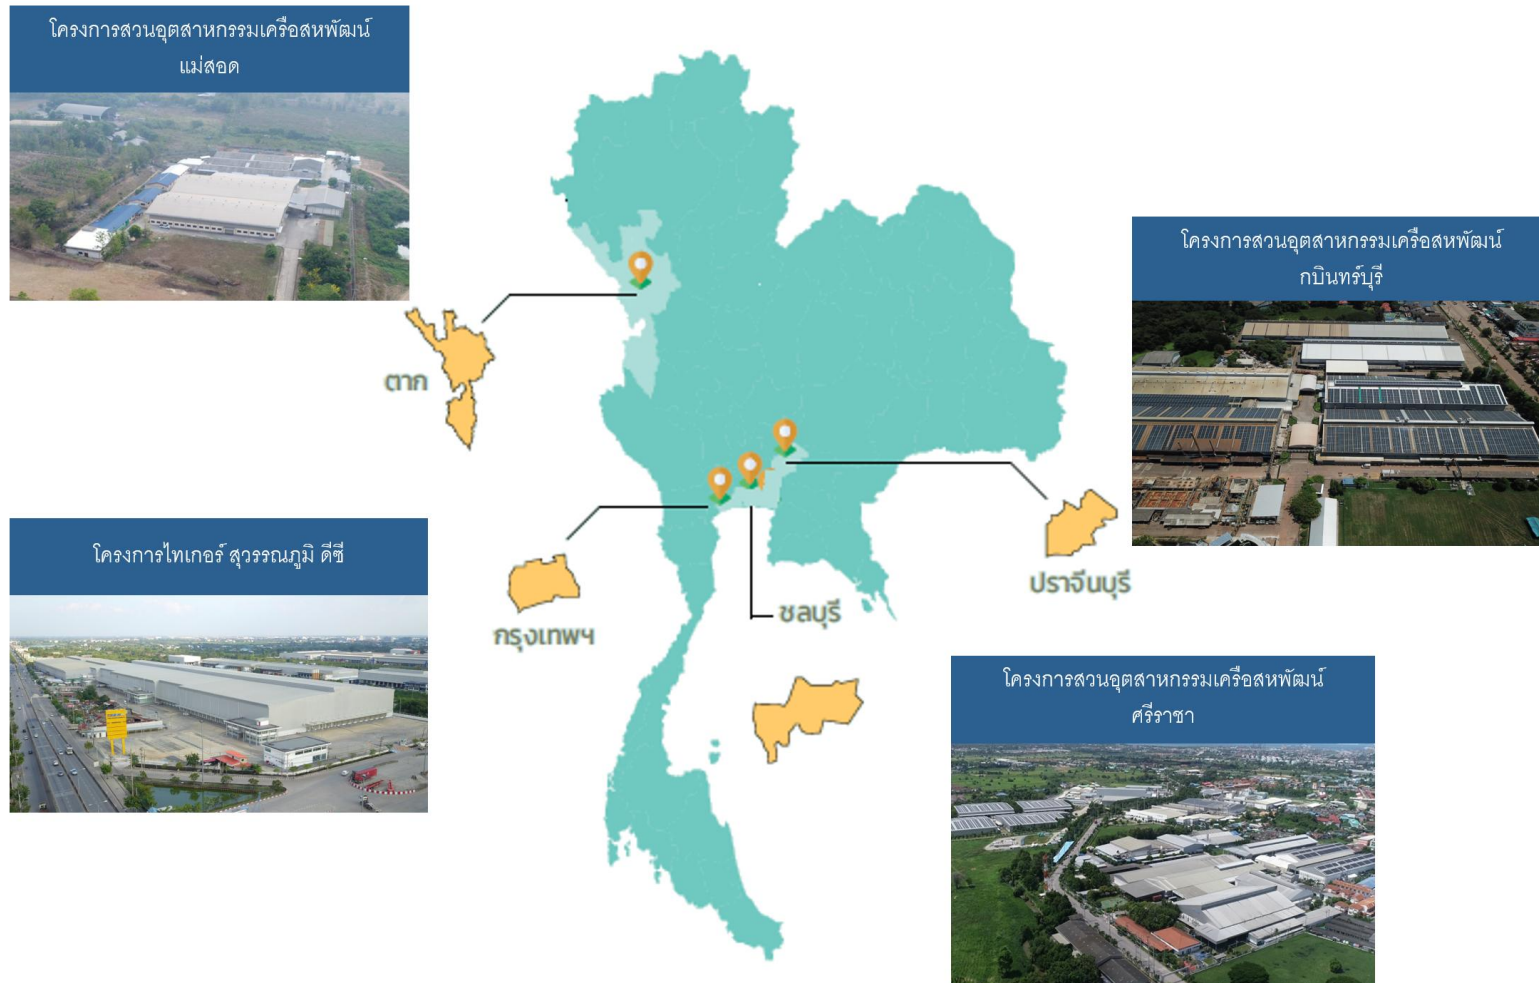 โครงการสวนอุตสาหกรรมเครือสหพัฒน์
แม่สอด
โครงการสวนอุตสาหกรรมเครือสหพัฒน์
กบินทร์บุรี
ตาก
โครงการไทเกอร์ สุวรรณภูมิ ดีซี
ปราจีนบุรี
ชลบุรี
กรุงเทพฯ
โครงการสวนอุตสาหกรรมเครือสหพัฒน์
ศรีราชา